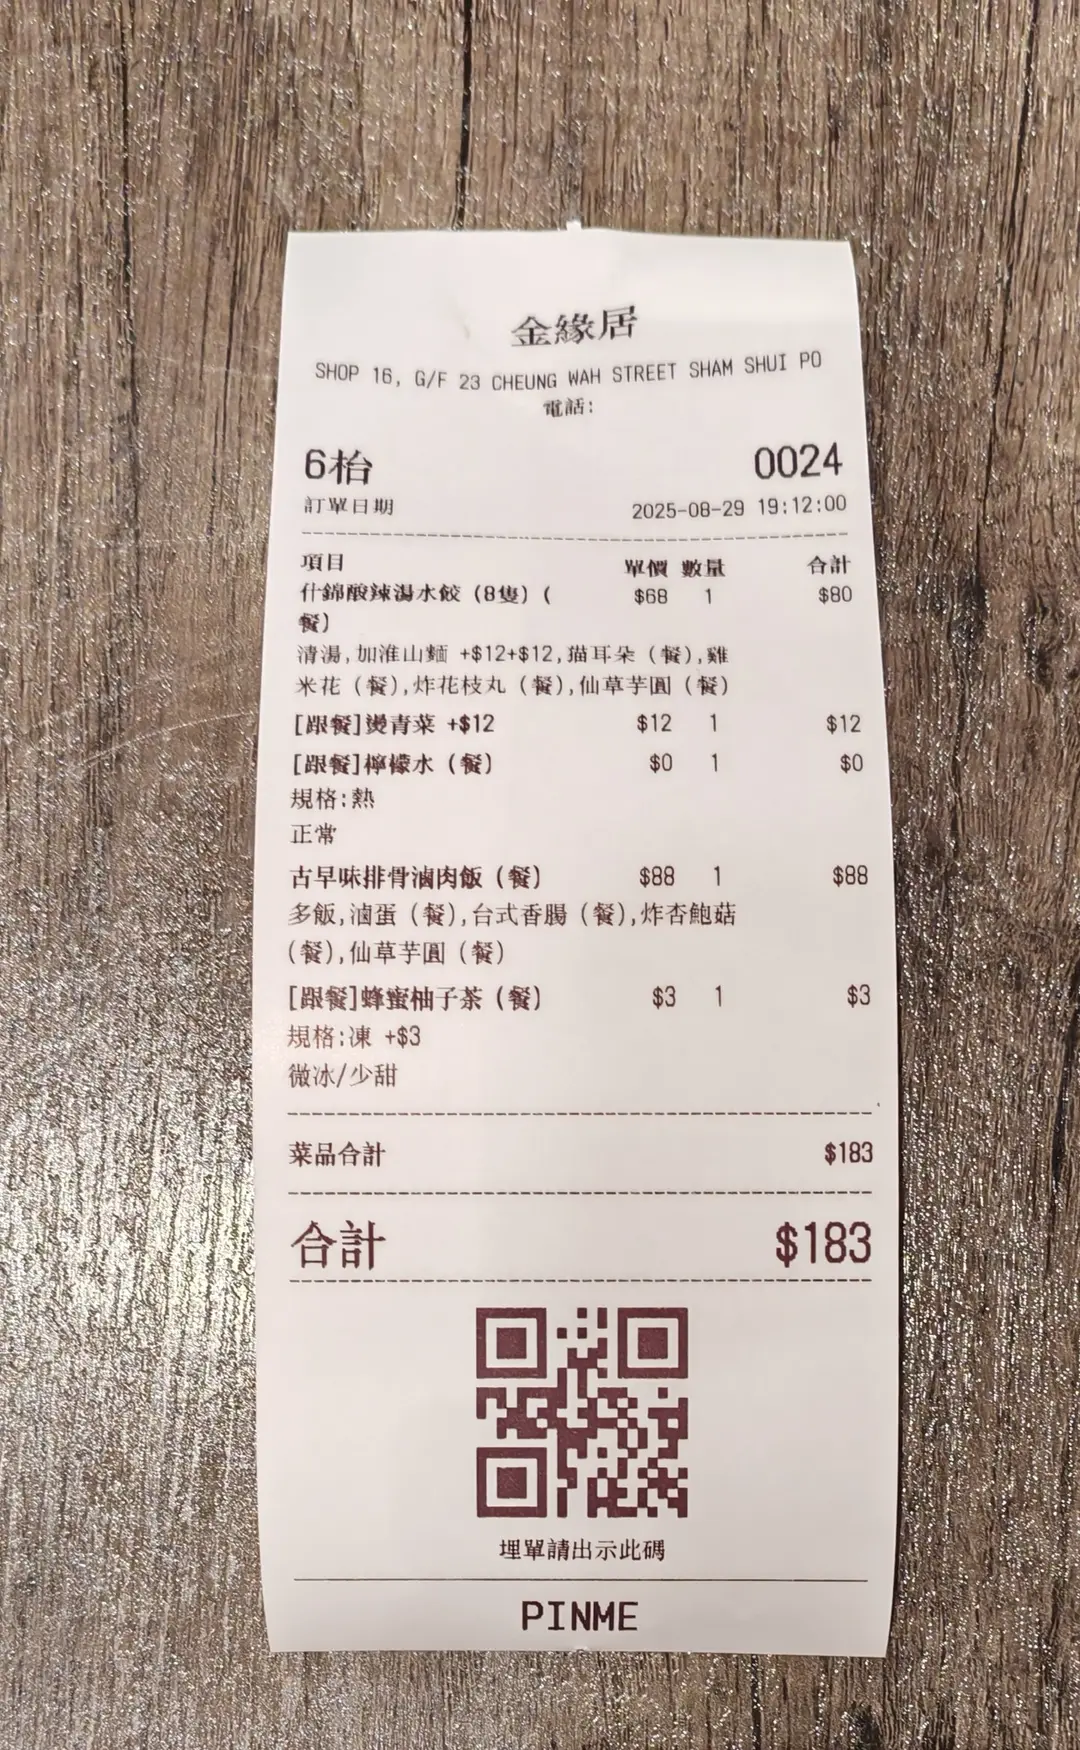 金緣居
SHOP 16, G/F 23 CHEUNG WAH STREET SHAM SHUI PO
電話:
6枱 0024
訂單日期 2025-08-29 19:12:00
項目 單價 數量 合計
什錦酸辣湯水餃 (8隻) ( $68 1 $80
餐)
清湯,加淮山麵 +$12+$12,猫耳朵 (餐),雞
米花 (餐),炸花枝丸 (餐),仙草芋圓 (餐)
[跟餐]燙青菜 +$12 $12 1 $12
[跟餐]檸檬水 (餐) $0 1 $0
規格:熱
正常
古早味排骨滷肉飯 (餐) $88 1 $88
多飯,滷蛋 (餐),台式香腸 (餐),炸杏鮑菇
(餐),仙草芋圓 (餐)
[跟餐]蜂蜜柚子茶 (餐) $3 1 $3
規格:凍 +$3
微冰/少甜
菜品合計 $183
合計 $183
埋單請出示此碼
PINME